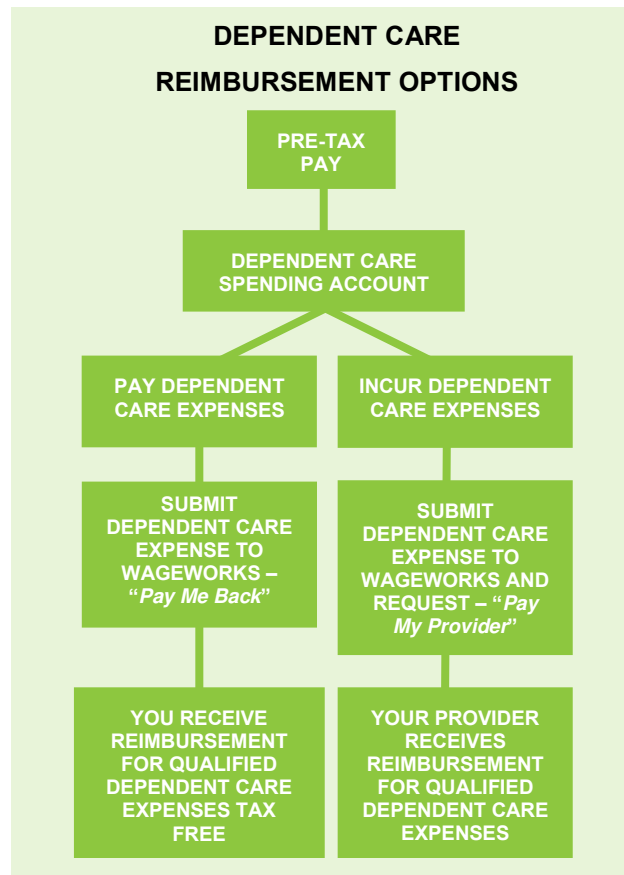 DEPENDENT CARE
REIMBURSEMENT OPTIONS
PRE-TAX
PAY
DEPENDENT CARE
SPENDING ACCOUNT
PAY DEPENDENT
CARE EXPENSES
SUBMIT
DEPENDENT CARE
EXPENSE TO
WAGEWORKS –
“Pay Me Back”
YOU RECEIVE
REIMBURSEMENT
FOR QUALIFIED
DEPENDENT CARE
EXPENSES TAX
FREE
INCUR DEPENDENT
CARE EXPENSES
SUBMIT
DEPENDENT CARE
EXPENSE TO
WAGEWORKS AND
REQUEST – “Pay
My Provider”
YOUR PROVIDER
RECEIVES
REIMBURSEMENT
FOR QUALIFIED
DEPENDENT CARE
EXPENSES